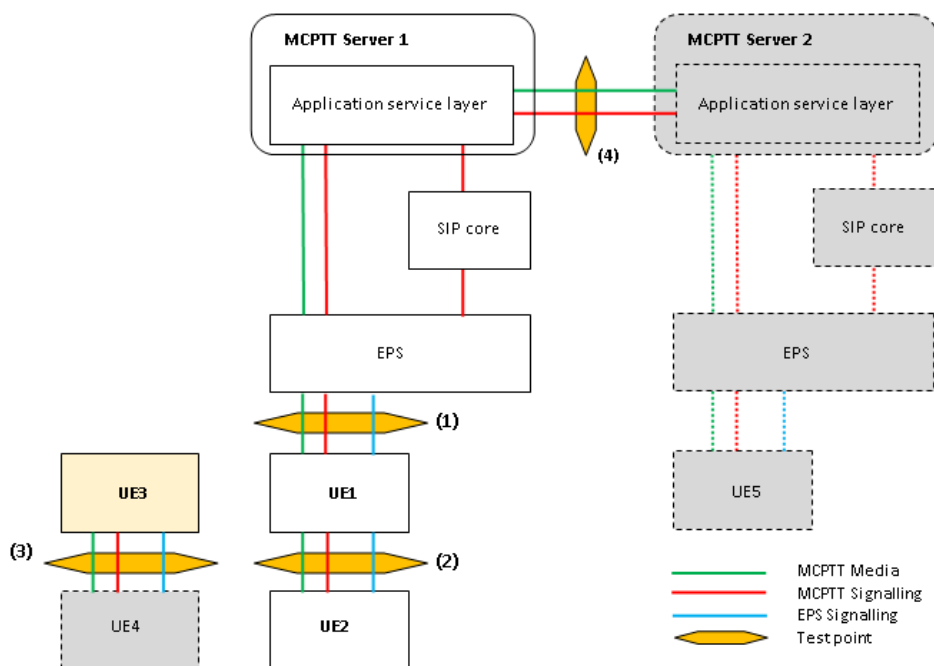 MCPTT Server 1
MCPTT Server 2
Application service layer
Application service layer
(4)
SIP core
SIP core
EPS
EPS
(1)
UE3
UE1
UE5
(3)
(2)
UE4
UE2
MCPTT Media
MCPTT Signalling
EPS Signalling
Test point